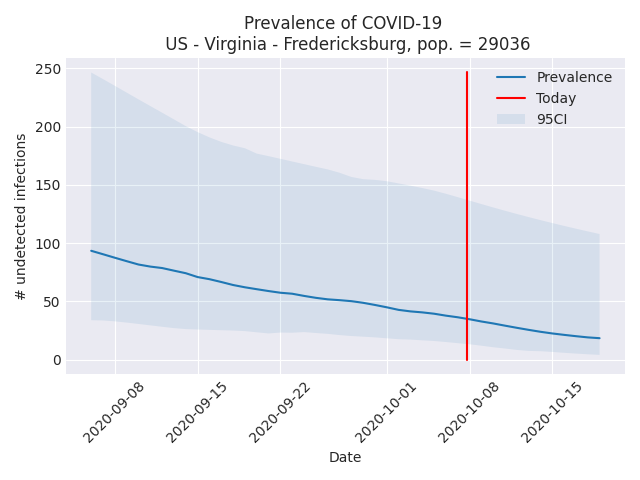 Prevalence of COVID-19
US - Virginia - Fredericksburg, pop. = 29036
# undetected infections
250
200
150
100
50
0
Prevalence
Today
95CI
2020-09-08
2020-09-15
2020-09-22
2020-10-01
2020-10-08
2020-10-15
Date